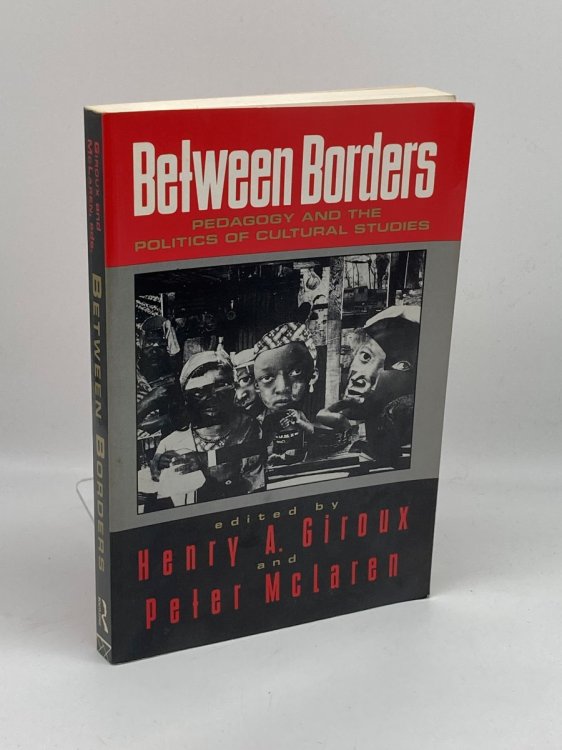 Between Borders
PEDAGOGY AND THE
POLITICS OF CULTURAL STUDIES
edited by
Henry A. Giroux
and
Peter McLaren
Giroux and
McLaren, eds.
BETWEEN BORDERS